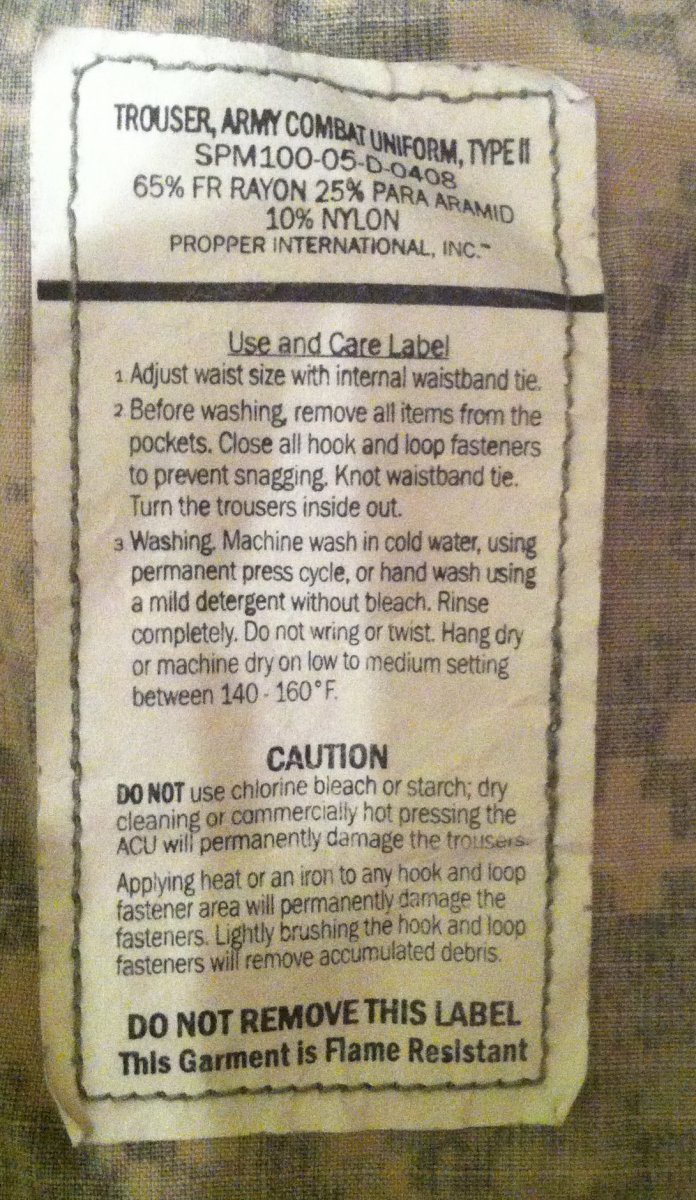 TROUSER, ARMY COMBAT UNIFORM, TYPE II
SPM100-05-D-0408
65% FR RAYON 25% PARA ARAMID
10% NYLON
PROPPER INTERNATIONAL, INC.™
Use and Care Label
1 Adjust waist size with internal waistband tie.
2 Before washing, remove all items from the
pockets. Close all hook and loop fasteners
to prevent snagging. Knot waistband tie.
Turn the trousers inside out.
3 Washing. Machine wash in cold water, using
permanent press cycle, or hand wash using
a mild detergent without bleach. Rinse
completely. Do not wring or twist. Hang dry
or machine dry on low to medium setting
between 140 - 160°F.
CAUTION
DO NOT use chlorine bleach or starch; dry
cleaning or commercially hot pressing the
ACU will permanently damage the trousers.
Applying heat or an iron to any hook and loop
fastener area will permanently damage the
fasteners. Lightly brushing the hook and loop
fasteners will remove accumulated debris.
DO NOT REMOVE THIS LABEL
This Garment is Flame Resistant